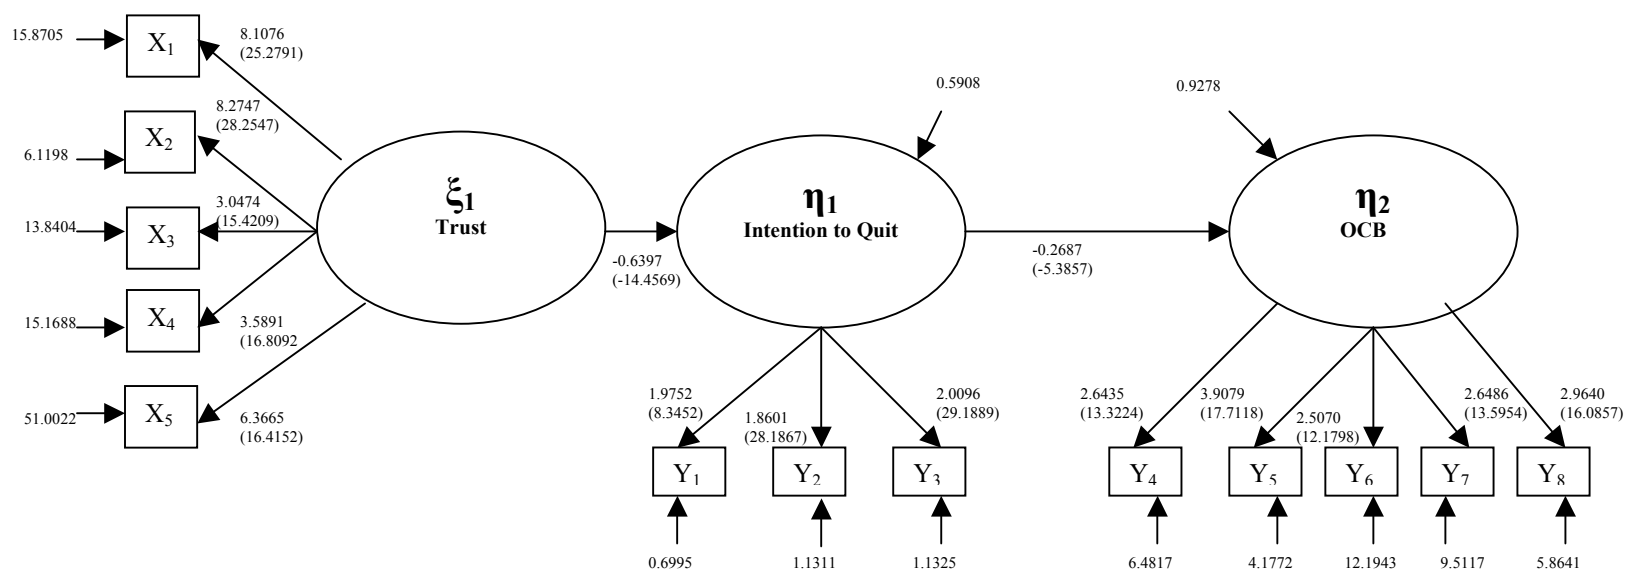 15.8705
X1
8.1076
(25.2791)
8.2747
(28.2547)
X2
6.1198
3.0474
(15.4209)
13.8404
X3
15.1688
X4
3.5891
(16.8092
51.0022
X5
6.3665
(16.4152)
ξ1
Trust
-0.6397
(-14.4569)
0.5908
η1
Intention to Quit
-0.2687
(-5.3857)
0.9278
η2
OCB
1.9752
(8.3452)
1.8601
(28.1867)
2.0096
(29.1889)
2.6435
(13.3224)
3.9079
(17.7118)
2.5070
(12.1798)
2.6486
(13.5954)
2.9640
(16.0857)
Y1
Y2
Y3
Y4
Y5
Y6
Y7
Y8
0.6995
1.1311
1.1325
6.4817
4.1772
12.1943
9.5117
5.8641